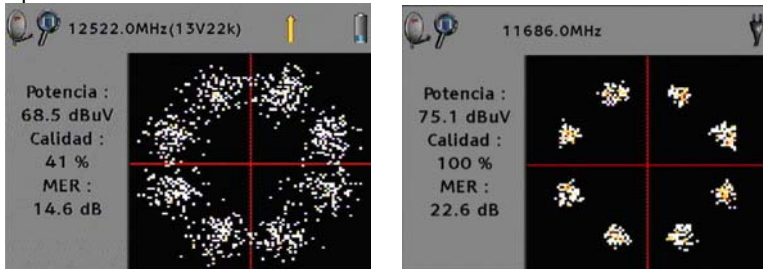 12522.0MHz(13V22k)
Potencia :
68.5 dBuV
Calidad :
41 %
MER :
14.6 dB
11686.0MHz
Potencia :
75.1 dBuV
Calidad :
100 %
MER :
22.6 dB